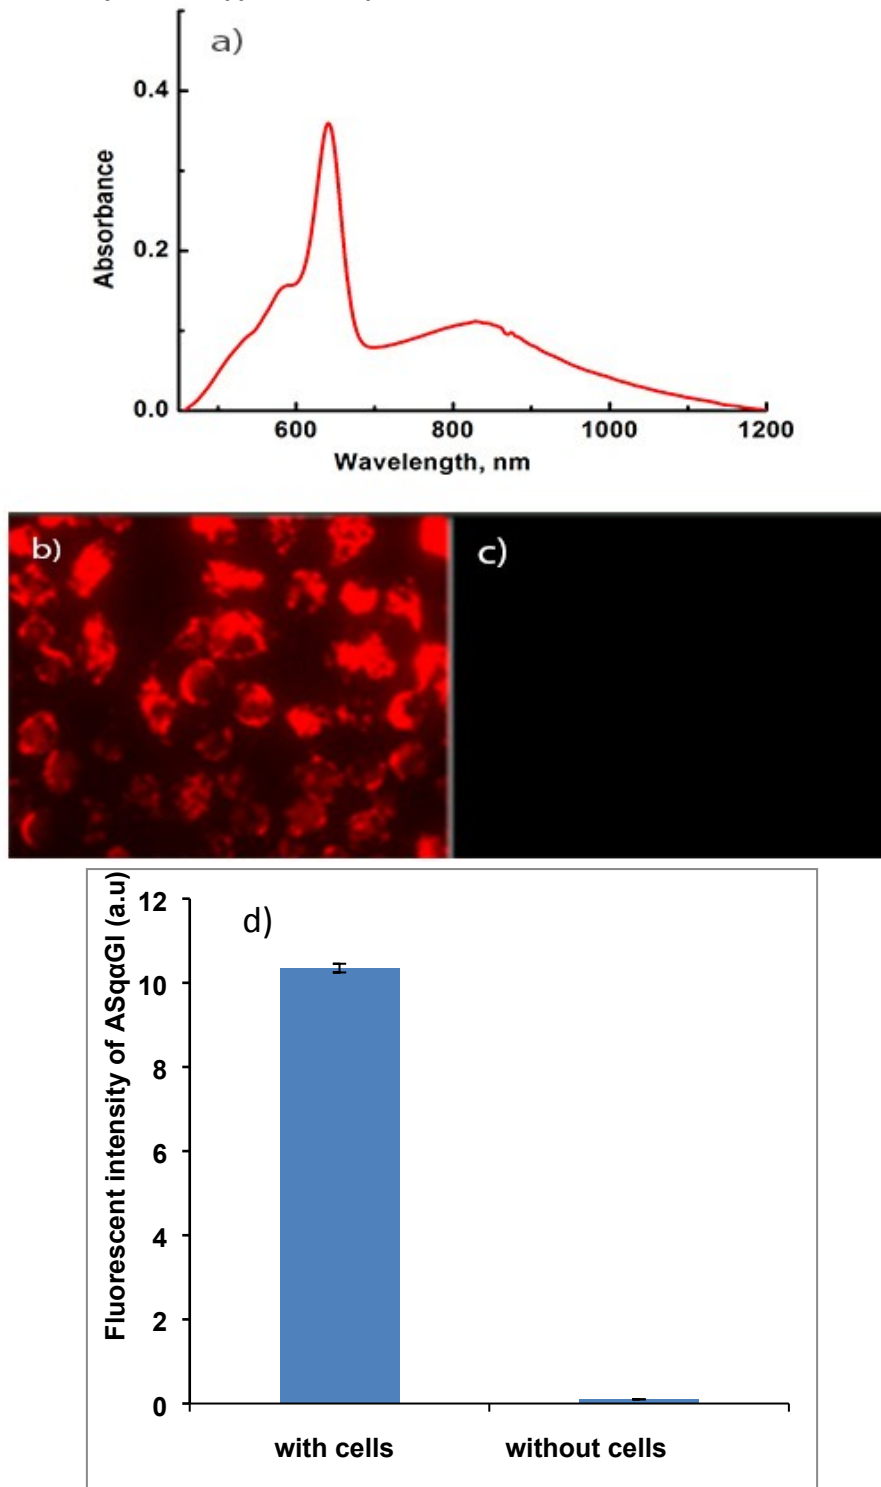 a)
Absorbance
0.4
0.2
0.0
600 800 1000 1200
Wavelength, nm
b) c)
d)
Fluorescent intensity of ASqαGl (a.u)
12
10
8
6
4
2
0
with cells without cells